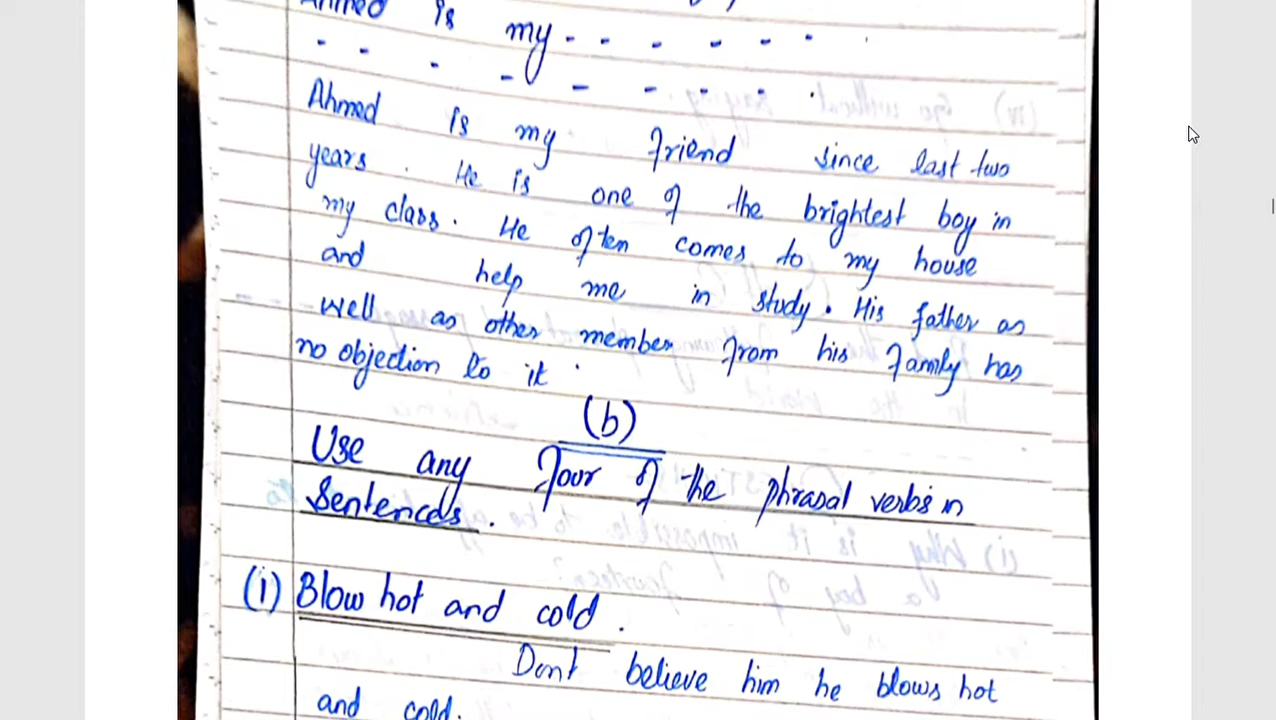 Ahmed is my - - - - - -
- - - - - - - - .
Ahmed is my friend since last two
years. He is one of the brightest boy in
my class. He often comes to my house
and help me in study. His father as
well as other member from his family has
no objection to it.
(b)
Use any four of the phrasal verbs in
sentences.
(i) Blow hot and cold.
Dont believe him he blows hot
and cold.